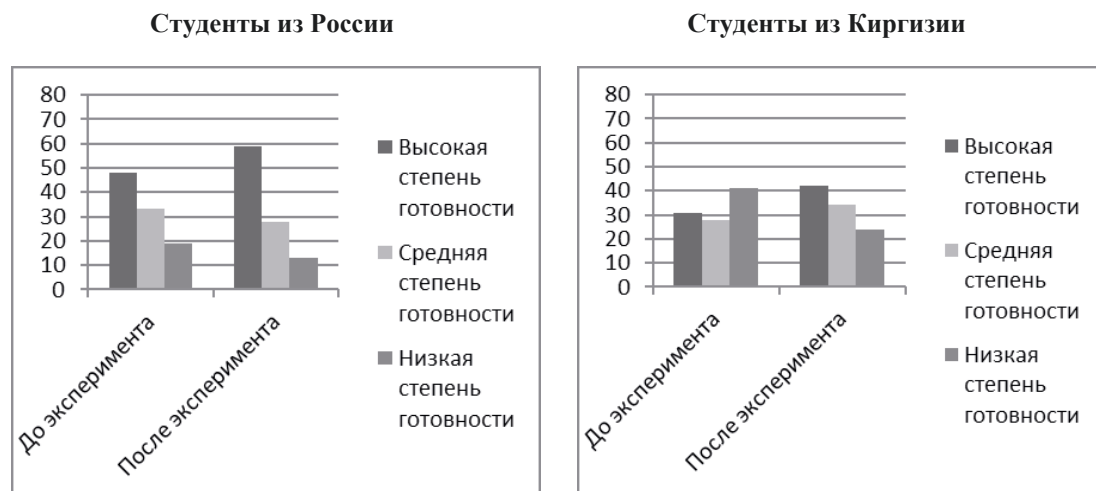 Студенты из России
80
70
60
50
40
30
20
10
0
До эксперимента
После эксперимента
Высокая
степень
готовности
Средняя
степень
готовности
Низкая
степень
готовности
Студенты из Киргизии
80
70
60
50
40
30
20
10
0
До эксперимента
После эксперимента
Высокая
степень
готовности
Средняя
степень
готовности
Низкая
степень
готовности